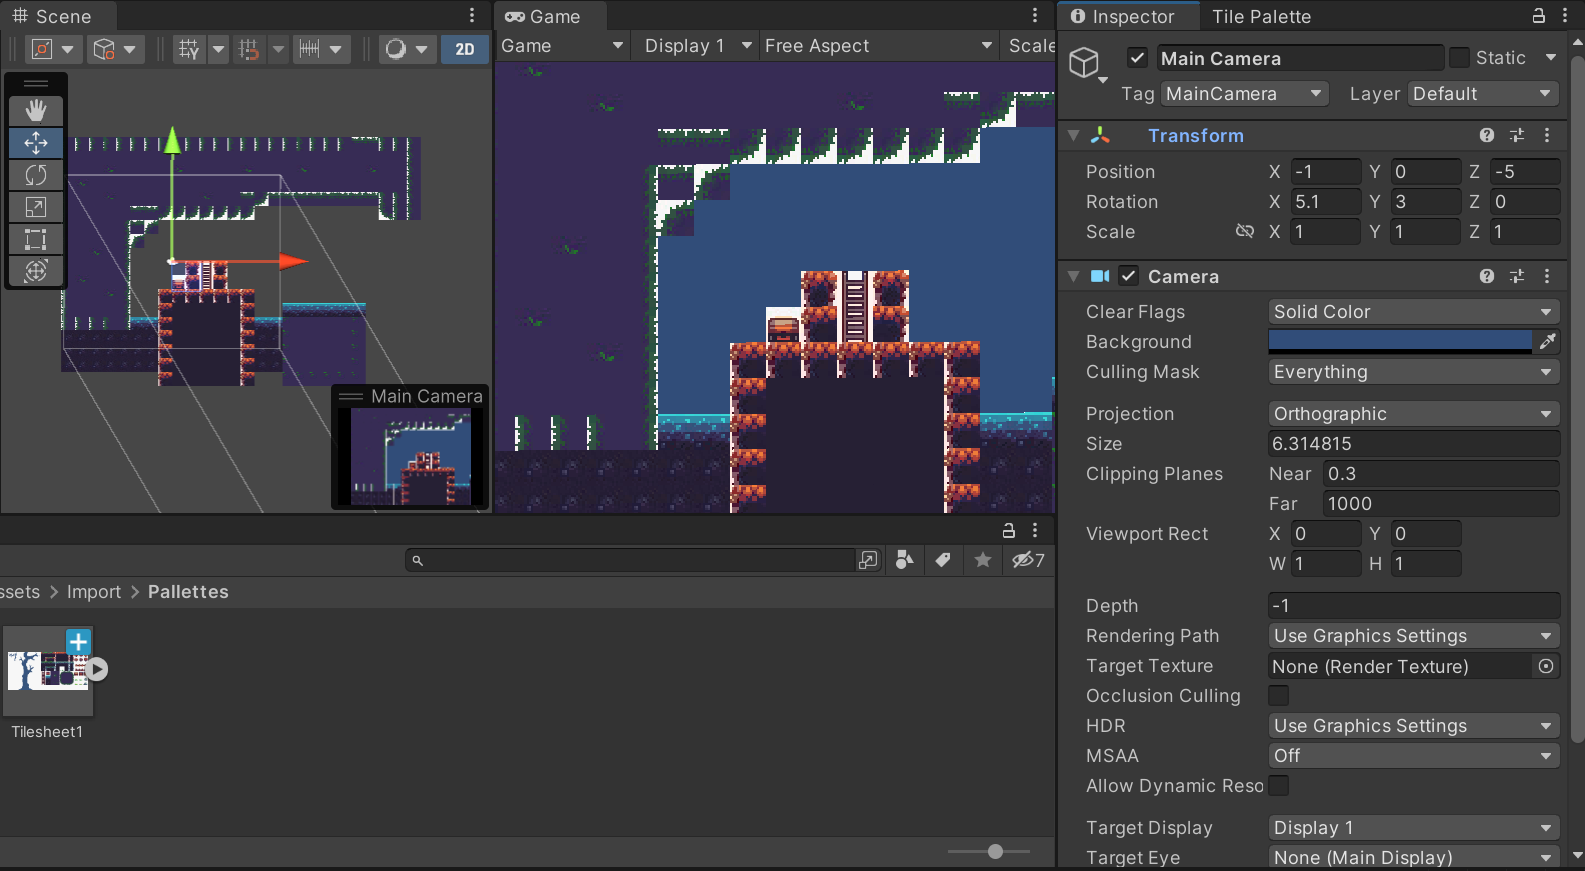 Scene
Game
Inspector
Tile Palette
2D
Game
Display 1
Free Aspect
Scale
Main Camera
Static
Tag
MainCamera
Layer
Default
Transform
Position X -1 Y 0 Z -5
Rotation X 5.1 Y 3 Z 0
Scale X 1 Y 1 Z 1
Camera
Clear Flags Solid Color
Background
Culling Mask Everything
Projection Orthographic
Size 6.314815
Clipping Planes Near 0.3
Far 1000
Viewport Rect X 0 Y 0
W 1 H 1
Depth -1
Rendering Path Use Graphics Settings
Target Texture None (Render Texture)
Occlusion Culling
HDR Use Graphics Settings
MSAA Off
Allow Dynamic Reso
Target Display Display 1
Target Eye None (Main Display)
Main Camera
7
ssets > Import > Pallettes
Tilesheet1